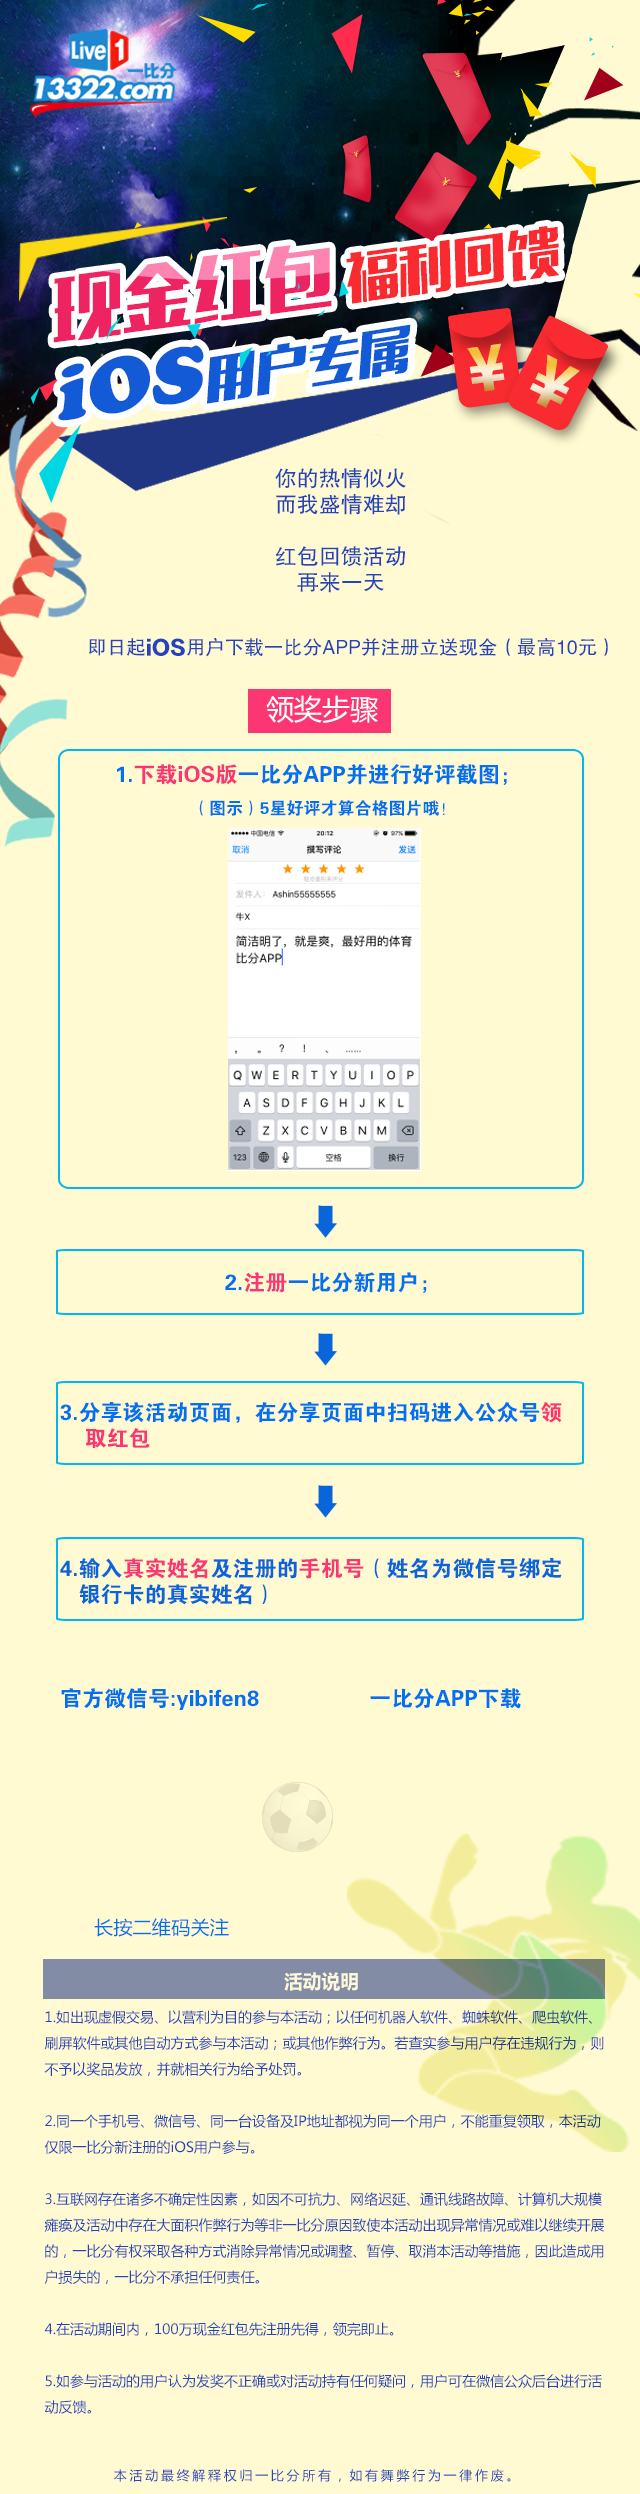 Live 1
一比分
13322.com
现金红包 福利回馈
iOS用户专属
你的热情似火
而我盛情难却
红包回馈活动
再来一天
即日起iOS用户下载一比分APP并注册立送现金（最高10元）
领奖步骤
1.下载iOS版一比分APP并进行好评截图；
（图示）5星好评才算合格图片哦！
中国电信 20:12 97%
取消 撰写评论 发送
发件人： Ashin55555555
牛X
简洁明了，就是爽，最好用的体育
比分APP
， 。 ？ ！ 、 ……
Q W E R T Y U I O P
A S D F G H J K L
Z X C V B N M
123 空格 换行
2.注册一比分新用户；
3.分享该活动页面，在分享页面中扫码进入公众号领
取红包
4.输入真实姓名及注册的手机号（姓名为微信号绑定
银行卡的真实姓名）
官方微信号:yibifen8 一比分APP下载
长按二维码关注
活动说明
1.如出现虚假交易、以营利为目的参与本活动；以任何机器人软件、蜘蛛软件、爬虫软件、
刷屏软件或其他自动方式参与本活动；或其他作弊行为。若查实参与用户存在违规行为，则
不予以奖品发放，并就相关行为给予处罚。
2.同一个手机号、微信号、同一台设备及IP地址都视为同一个用户，不能重复领取，本活动
仅限一比分新注册的iOS用户参与。
3.互联网存在诸多不确定性因素，如因不可抗力、网络迟延、通讯线路故障、计算机大规模
瘫痪及活动中存在大面积作弊行为等非一比分原因致使本活动出现异常情况或难以继续开展
的，一比分有权采取各种方式消除异常情况或调整、暂停、取消本活动等措施，因此造成用
户损失的，一比分不承担任何责任。
4.在活动期间内，100万现金红包先注册先得，领完即止。
5.如参与活动的用户认为发奖不正确或对活动持有任何疑问，用户可在微信公众后台进行活
动反馈。
本活动最终解释权归一比分所有，如有舞弊行为一律作废。